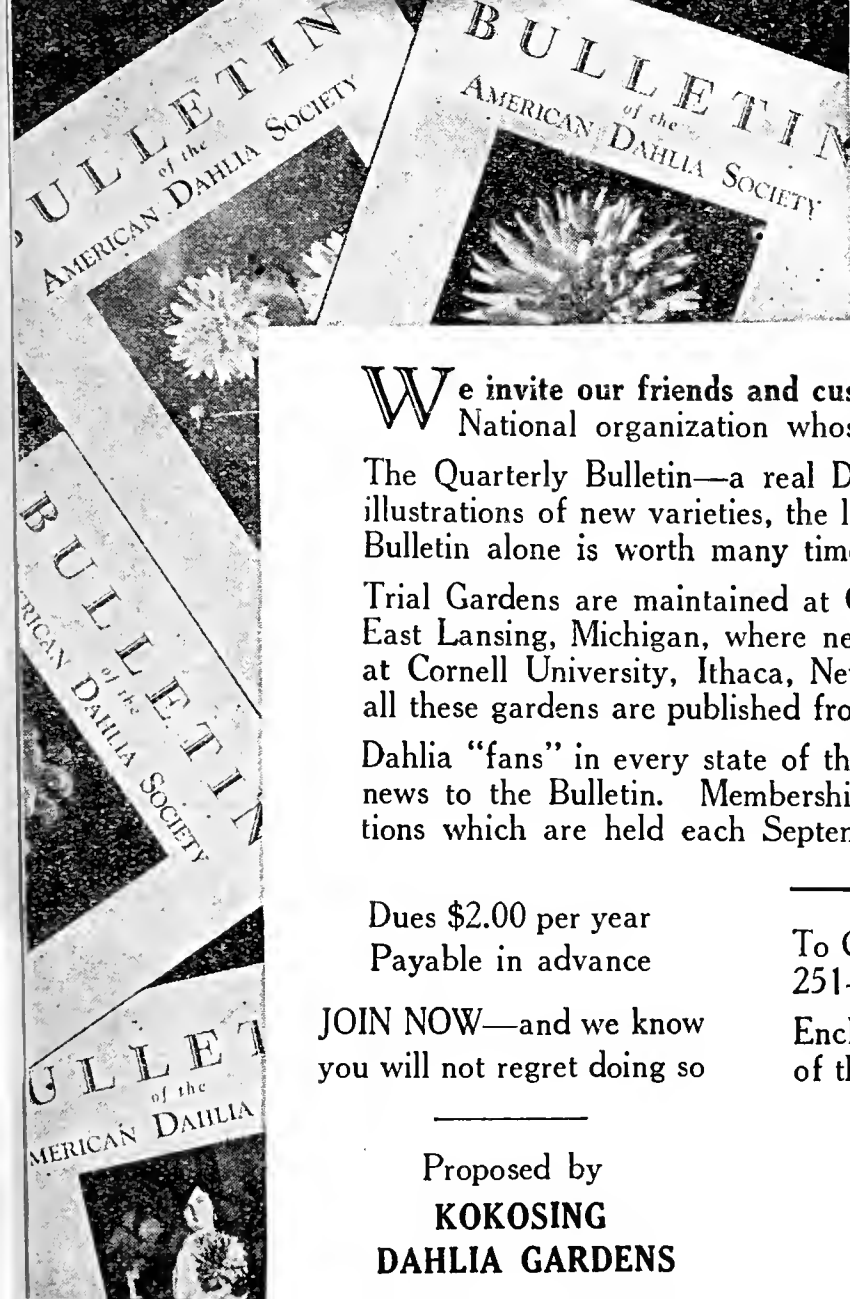 BULLETIN
of the
AMERICAN DAHLIA SOCIETY
BULLETIN
of the
AMERICAN DAHLIA SOCIETY
BULLETIN
of the
RICAN DAHLIA SOCIETY
ULLET
of the
MERICAN DAHLIA
We invite our friends and cus
National organization whos
The Quarterly Bulletin—a real D
illustrations of new varieties, the l
Bulletin alone is worth many time
Trial Gardens are maintained at C
East Lansing, Michigan, where ne
at Cornell University, Ithaca, Ne
all these gardens are published fro
Dahlia “fans” in every state of th
news to the Bulletin. Membershi
tions which are held each Septem
Dues $2.00 per year
Payable in advance
JOIN NOW—and we know
you will not regret doing so
Proposed by
KOKOSING
DAHLIA GARDENS
To C
251-
Encl
of th